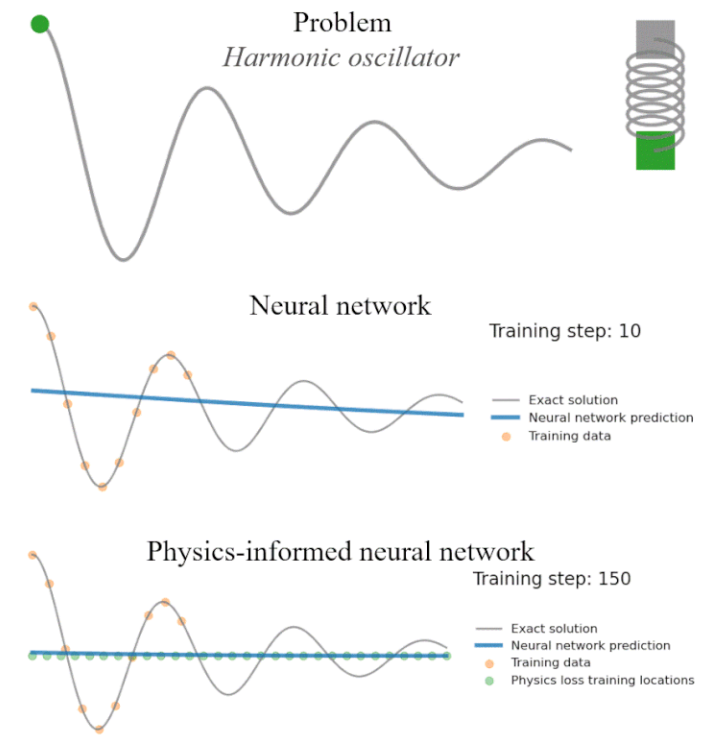 Problem
Harmonic oscillator
Neural network
Training step: 10
Exact solution
Neural network prediction
Training data
Physics-informed neural network
Training step: 150
Exact solution
Neural network prediction
Training data
Physics loss training locations